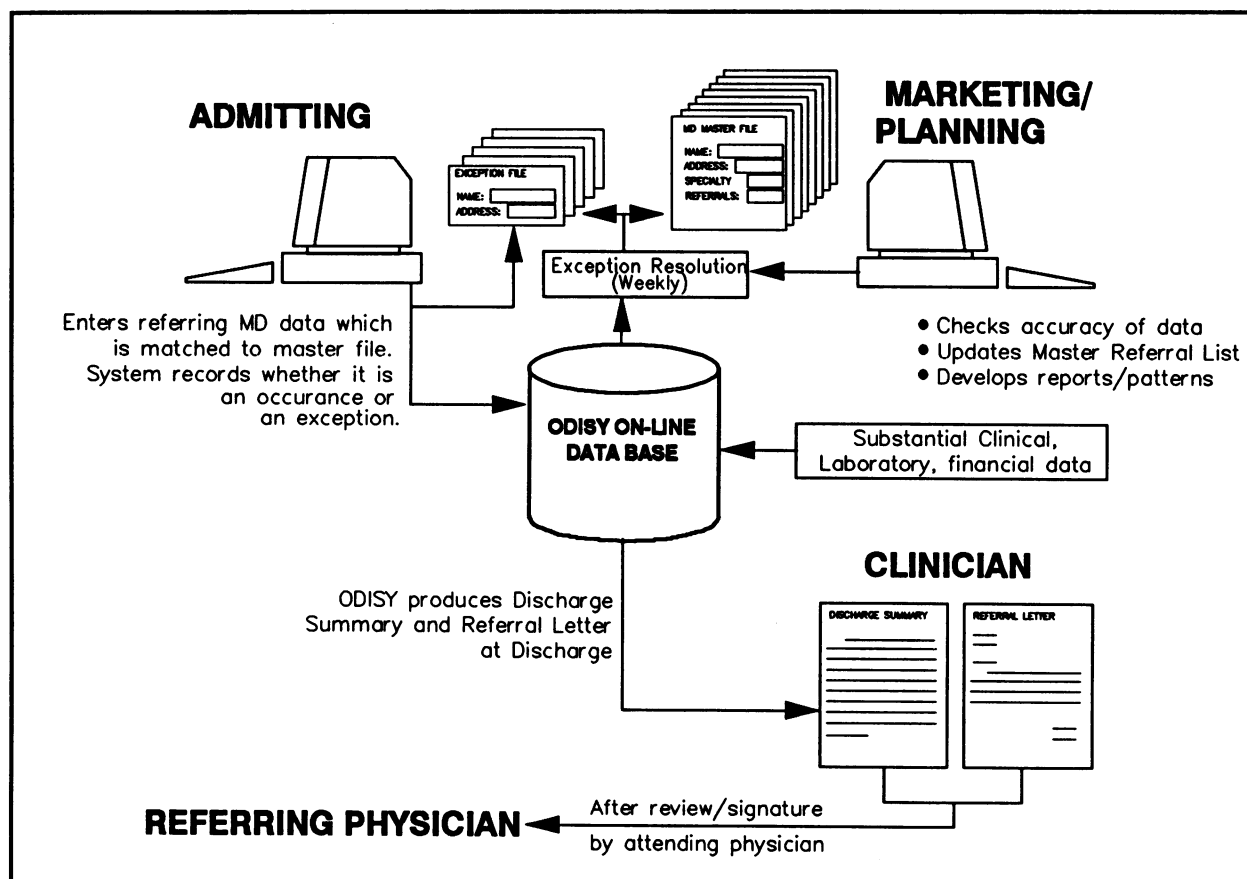 ADMITTING
EXCEPTION FILE
NAME:
ADDRESS:
MD MASTER FILE
NAME:
ADDRESS:
SPECIALTY
REFERRALS:
MARKETING/
PLANNING
Exception Resolution
(Weekly)
Enters referring MD data which
is matched to master file.
System records whether it is
an occurance or
an exception.
• Checks accuracy of data
• Updates Master Referral List
• Develops reports/patterns
ODISY ON-LINE
DATA BASE
Substantial Clinical,
Laboratory, financial data
CLINICIAN
ODISY produces Discharge
Summary and Referral Letter
at Discharge
DISCHARGE SUMMARY
REFERRAL LETTER
REFERRING PHYSICIAN
After review/signature
by attending physician